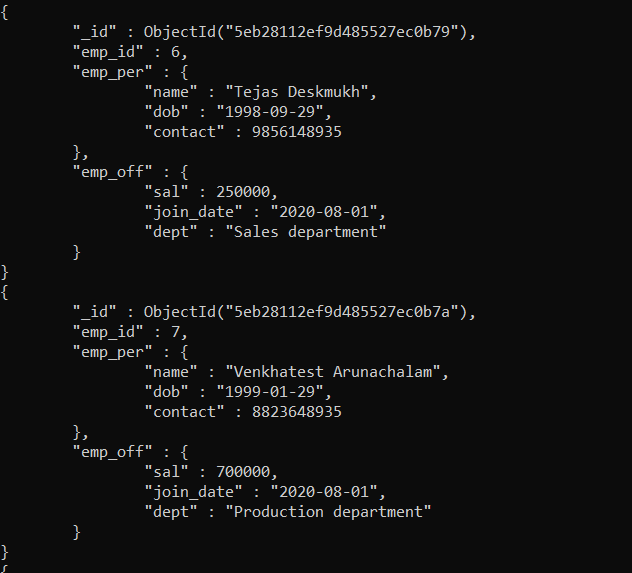 {
        "_id" : ObjectId("5eb28112ef9d485527ec0b79"),
        "emp_id" : 6,
        "emp_per" : {
                "name" : "Tejas Deskmukh",
                "dob" : "1998-09-29",
                "contact" : 9856148935
        },
        "emp_off" : {
                "sal" : 250000,
                "join_date" : "2020-08-01",
                "dept" : "Sales department"
        }
}
{
        "_id" : ObjectId("5eb28112ef9d485527ec0b7a"),
        "emp_id" : 7,
        "emp_per" : {
                "name" : "Venkhatest Arunachalam",
                "dob" : "1999-01-29",
                "contact" : 8823648935
        },
        "emp_off" : {
                "sal" : 700000,
                "join_date" : "2020-08-01",
                "dept" : "Production department"
        }
}
{